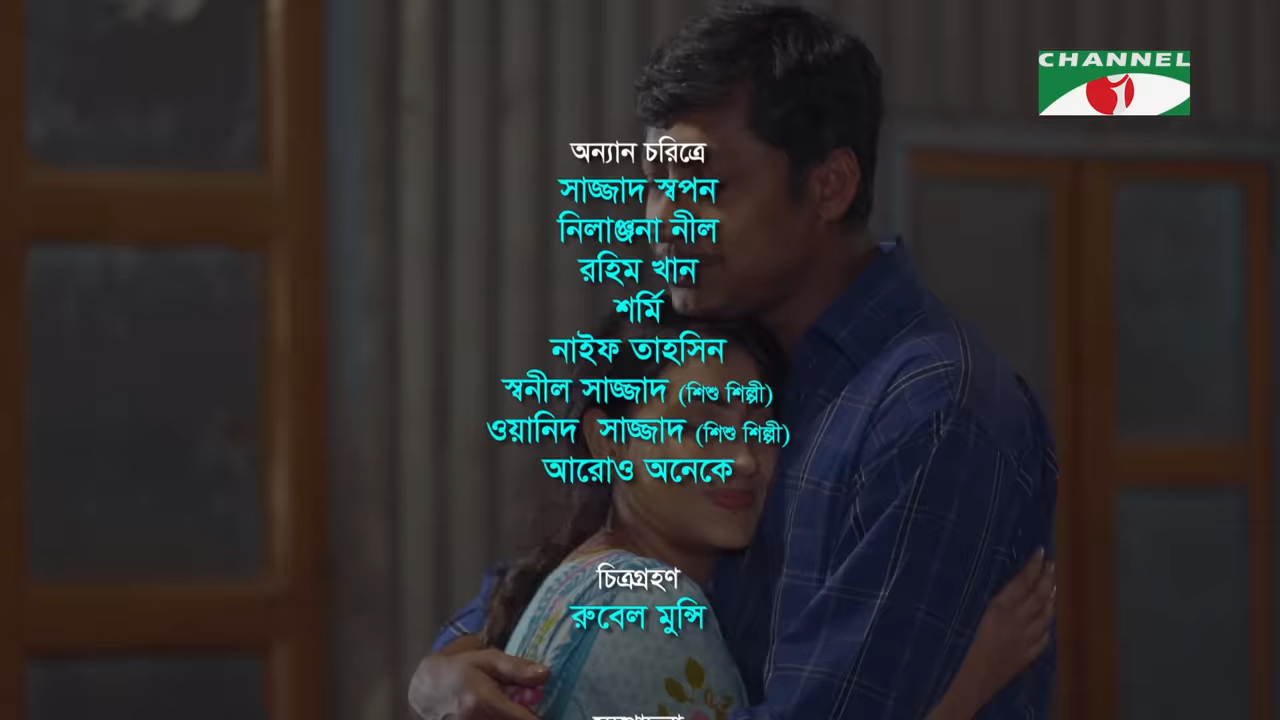 CHANNEL
অন্যান চরিত্রে
সাজ্জাদ স্বপন
নিলাঞ্জনা নীল
রহিম খান
শর্মি
নাইফ তাহসিন
স্বনীল সাজ্জাদ (শিশু শিল্পী)
ওয়ানিদ সাজ্জাদ (শিশু শিল্পী)
আরোও অনেকে
চিত্রগ্রহণ
রুবেল মুন্সি